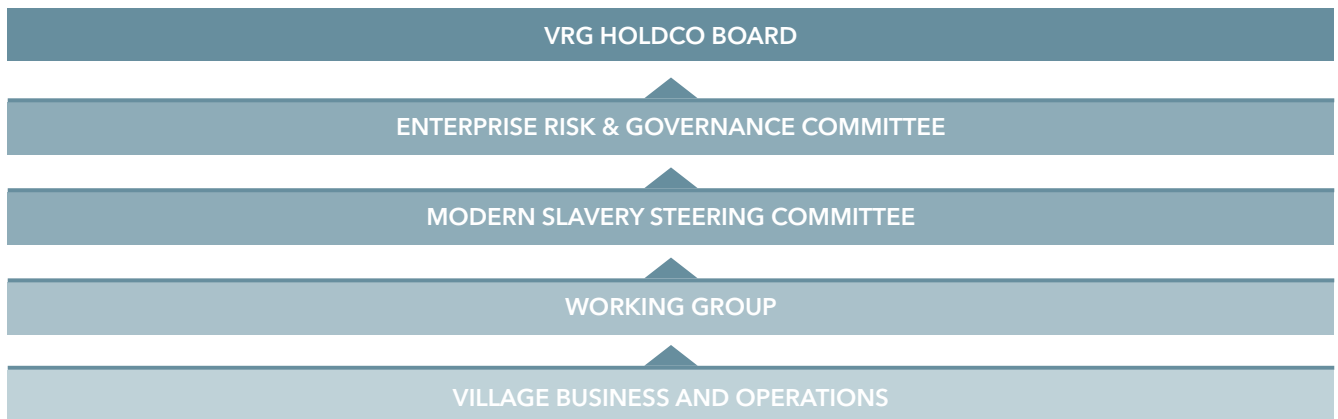 VRG HOLDCO BOARD
ENTERPRISE RISK & GOVERNANCE COMMITTEE
MODERN SLAVERY STEERING COMMITTEE
WORKING GROUP
VILLAGE BUSINESS AND OPERATIONS